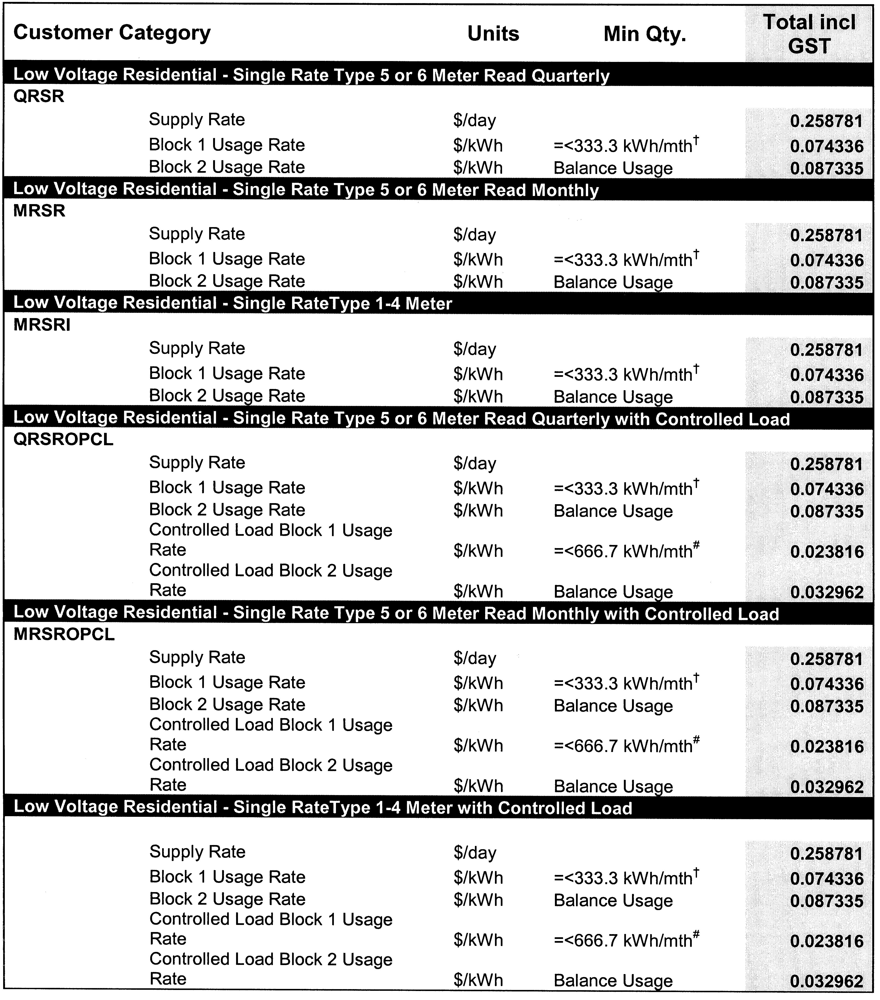 Customer Category Units Min Qty. Total incl GST
Low Voltage Residential - Single Rate Type 5 or 6 Meter Read Quarterly
QRSR
Supply Rate $/day 0.258781
Block 1 Usage Rate $/kWh =<333.3 kWh/mth† 0.074336
Block 2 Usage Rate $/kWh Balance Usage 0.087335
Low Voltage Residential - Single Rate Type 5 or 6 Meter Read Monthly
MRSR
Supply Rate $/day 0.258781
Block 1 Usage Rate $/kWh =<333.3 kWh/mth† 0.074336
Block 2 Usage Rate $/kWh Balance Usage 0.087335
Low Voltage Residential - Single RateType 1-4 Meter
MRSRI
Supply Rate $/day 0.258781
Block 1 Usage Rate $/kWh =<333.3 kWh/mth† 0.074336
Block 2 Usage Rate $/kWh Balance Usage 0.087335
Low Voltage Residential - Single Rate Type 5 or 6 Meter Read Quarterly with Controlled Load
QRSROPCL
Supply Rate $/day 0.258781
Block 1 Usage Rate $/kWh =<333.3 kWh/mth† 0.074336
Block 2 Usage Rate $/kWh Balance Usage 0.087335
Controlled Load Block 1 Usage
Rate $/kWh =<666.7 kWh/mth# 0.023816
Controlled Load Block 2 Usage
Rate $/kWh Balance Usage 0.032962
Low Voltage Residential - Single Rate Type 5 or 6 Meter Read Monthly with Controlled Load
MRSROPCL
Supply Rate $/day 0.258781
Block 1 Usage Rate $/kWh =<333.3 kWh/mth† 0.074336
Block 2 Usage Rate $/kWh Balance Usage 0.087335
Controlled Load Block 1 Usage
Rate $/kWh =<666.7 kWh/mth# 0.023816
Controlled Load Block 2 Usage
Rate $/kWh Balance Usage 0.032962
Low Voltage Residential - Single RateType 1-4 Meter with Controlled Load
Supply Rate $/day 0.258781
Block 1 Usage Rate $/kWh =<333.3 kWh/mth† 0.074336
Block 2 Usage Rate $/kWh Balance Usage 0.087335
Controlled Load Block 1 Usage
Rate $/kWh =<666.7 kWh/mth# 0.023816
Controlled Load Block 2 Usage
Rate $/kWh Balance Usage 0.032962